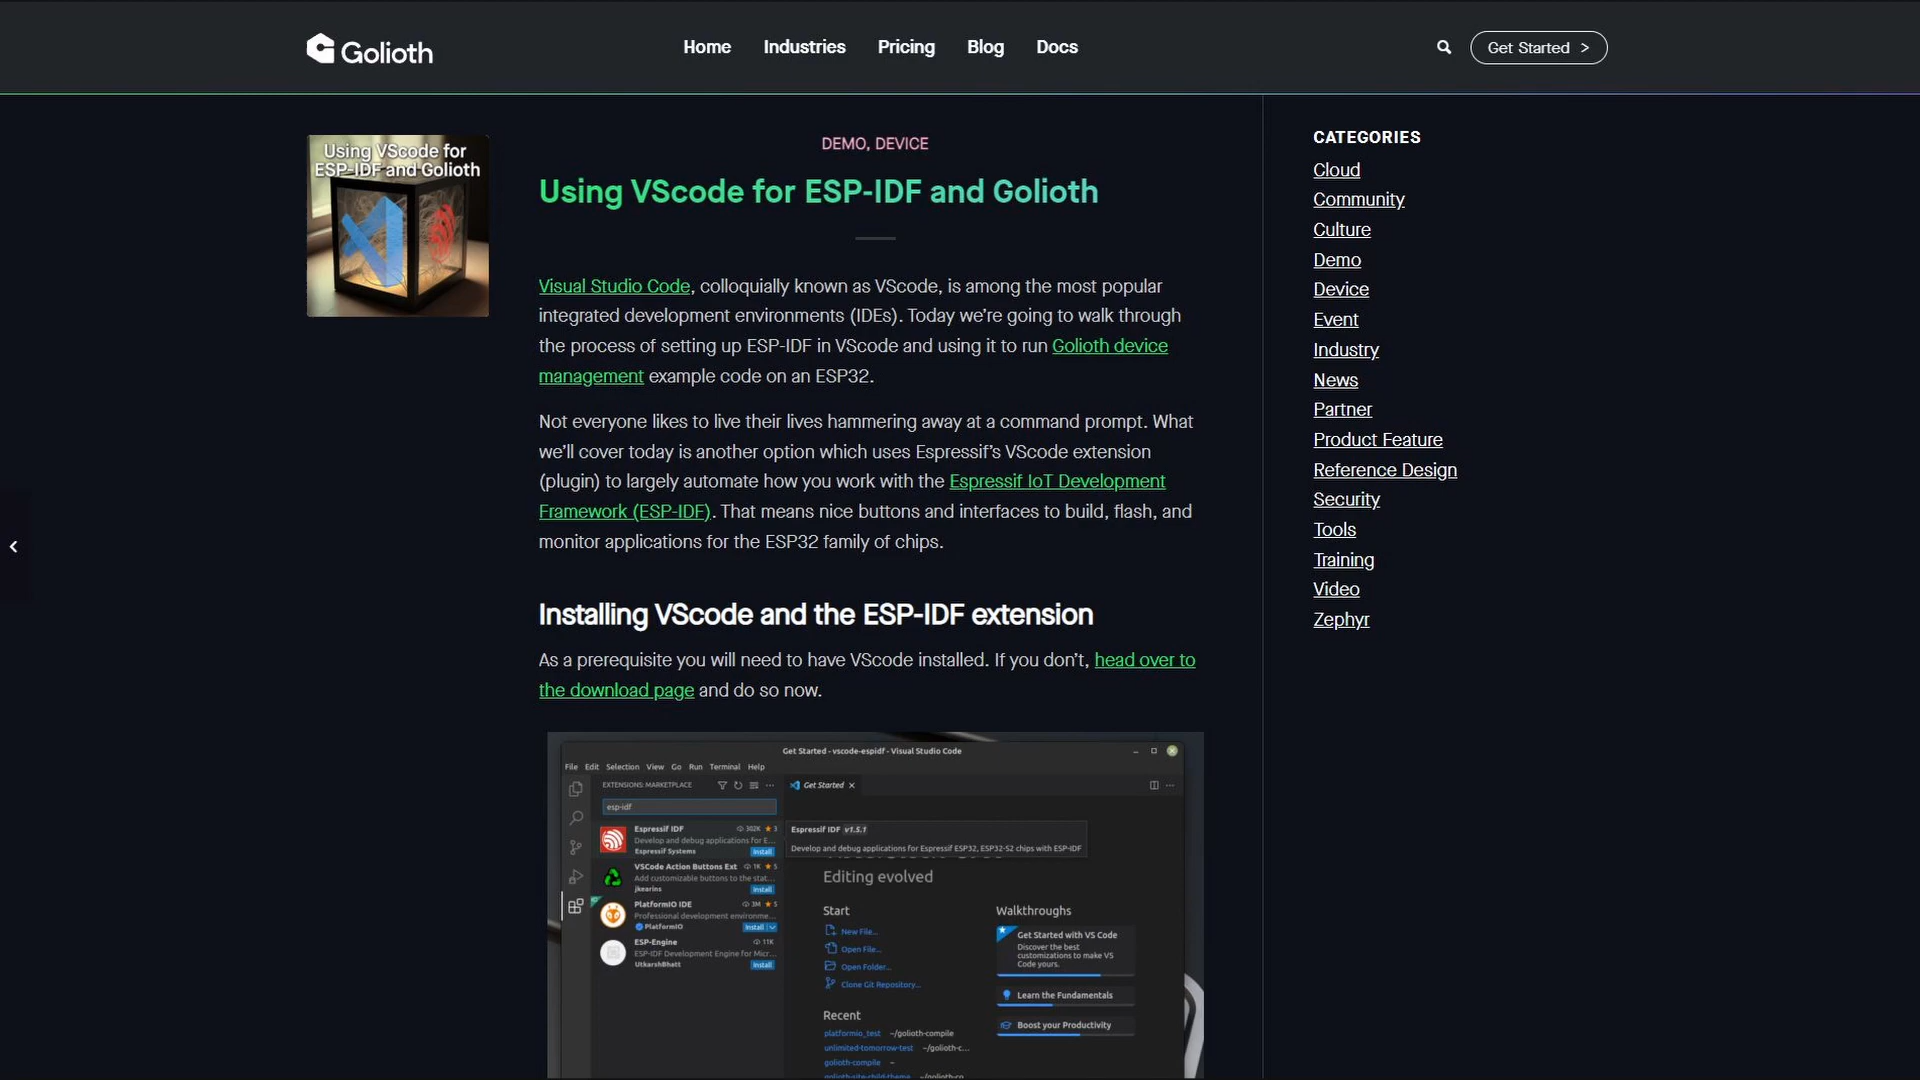 Golioth
Home
Industries
Pricing
Blog
Docs
Get Started >
Using VScode for
ESP-IDF and Golioth
DEMO, DEVICE
Using VScode for ESP-IDF and Golioth
Visual Studio Code, colloquially known as VScode, is among the most popular
integrated development environments (IDEs). Today we’re going to walk through
the process of setting up ESP-IDF in VScode and using it to run Golioth device
management example code on an ESP32.
Not everyone likes to live their lives hammering away at a command prompt. What
we’ll cover today is another option which uses Espressif’s VScode extension
(plugin) to largely automate how you work with the Espressif IoT Development
Framework (ESP-IDF). That means nice buttons and interfaces to build, flash, and
monitor applications for the ESP32 family of chips.
Installing VScode and the ESP-IDF extension
As a prerequisite you will need to have VScode installed. If you don’t, head over to
the download page and do so now.
Get Started - vscode-espidf - Visual Studio Code
File Edit Selection View Go Run Terminal Help
EXTENSIONS: MARKETPLACE
esp-idf
Espressif IDF 302K 3
Develop and debug applications for E...
Espressif Systems Install
VSCode Action Buttons Ext 1K 5
Add customizable buttons to the stat...
jkearins Install
PlatformIO IDE 3M 5
Professional development environme...
PlatformIO Install
ESP-Engine 11K
ESP-IDF Development Engine for Micr...
UtkarshBhatt Install
Get Started
Espressif IDF v1.5.1
Develop and debug applications for Espressif ESP32, ESP32-S2 chips with ESP-IDF
Editing evolved
Start
New File...
Open File...
Open Folder...
Clone Git Repository...
Recent
platformio_test ~/golioth-compile
unlimited-tomorrow-test ~/golioth-c...
golioth-compile ~
golioth-site-child-theme ~/golioth-co...
Walkthroughs
Get Started with VS Code
Discover the best
customizations to make VS
Code yours.
Learn the Fundamentals
Boost your Productivity
CATEGORIES
Cloud
Community
Culture
Demo
Device
Event
Industry
News
Partner
Product Feature
Reference Design
Security
Tools
Training
Video
Zephyr